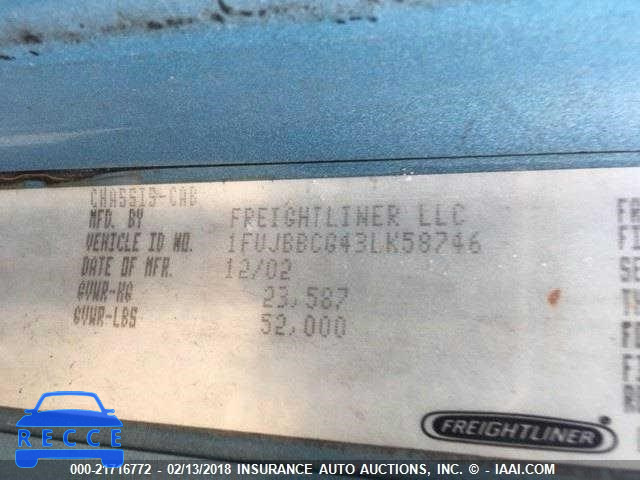 CHASSIS-CAB
MFD. BY FREIGHTLINER LLC
VEHICLE ID NO. 1FUJBBCG43LK58746
DATE OF MFR. 12/02
GVWR-KG 23,587
GVWR-LBS 52,000
FREIGHTLINER
RECCE
000-21716772 - 02/13/2018 INSURANCE AUTO AUCTIONS, INC. - © IAAI.COM